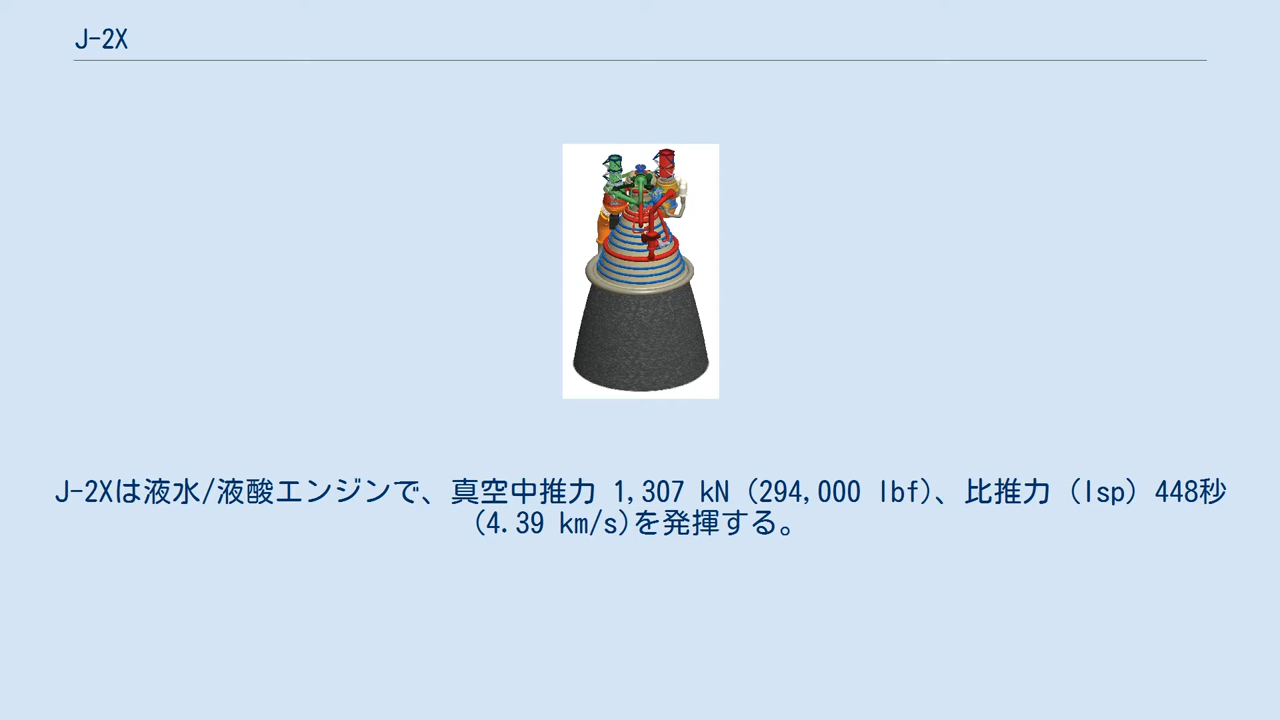 J-2X
J-2Xは液水/液酸エンジンで、真空中推力 1,307 kN (294,000 lbf)、比推力（Isp）448秒
(4.39 km/s)を発揮する。